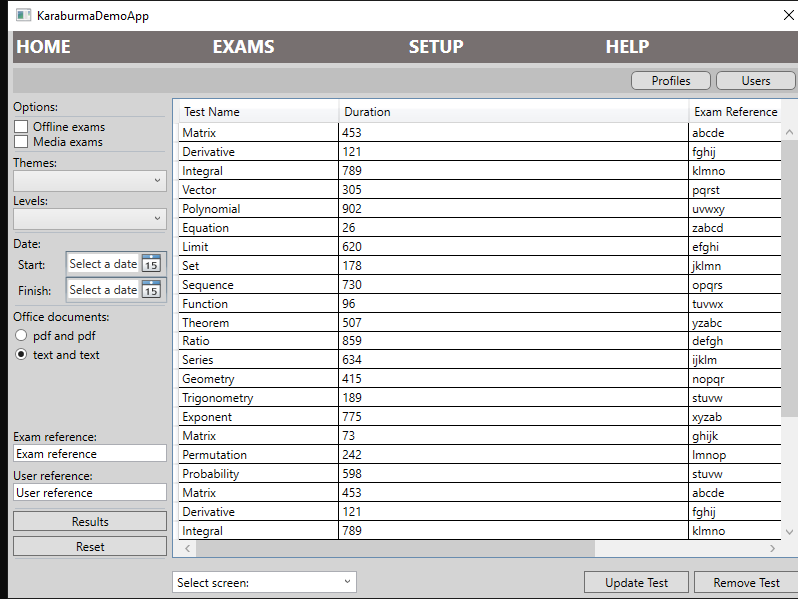 KaraburmaDemoApp
HOME EXAMS SETUP HELP
Profiles Users
Options:
Offline exams
Media exams
Themes:
Levels:
Date:
Start: Select a date 15
Finish: Select a date 15
Office documents:
pdf and pdf
text and text
Exam reference:
Exam reference
User reference:
User reference
Results
Reset
Test Name Duration Exam Reference
Matrix 453 abcde
Derivative 121 fghij
Integral 789 klmno
Vector 305 pqrst
Polynomial 902 uvwxy
Equation 26 zabcd
Limit 620 efghi
Set 178 jklmn
Sequence 730 opqrs
Function 96 tuvwx
Theorem 507 yzabc
Ratio 859 defgh
Series 634 ijklm
Geometry 415 nopqr
Trigonometry 189 stuvw
Exponent 775 xyzab
Matrix 73 ghijk
Permutation 242 lmnop
Probability 598 stuvw
Matrix 453 abcde
Derivative 121 fghij
Integral 789 klmno
Select screen: Update Test Remove Test